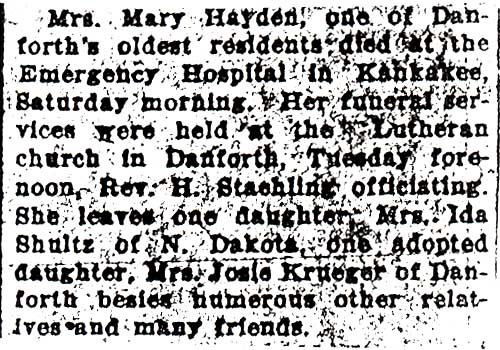 Mrs. Mary Hayden, one of Dan-
forth's oldest residents died at the
Emergency Hospital in Kankakee,
Saturday morning. Her funeral ser-
vices were held at the Lutheran
church in Danforth, Tuesday fore-
noon, Rev. H. Staehling officiating.
She leaves one daughter, Mrs. Ida
Shultz of N. Dakota, one adopted
daughter, Mrs. Josie Krueger of Dan-
forth besies numerous other relat-
ives and many friends.